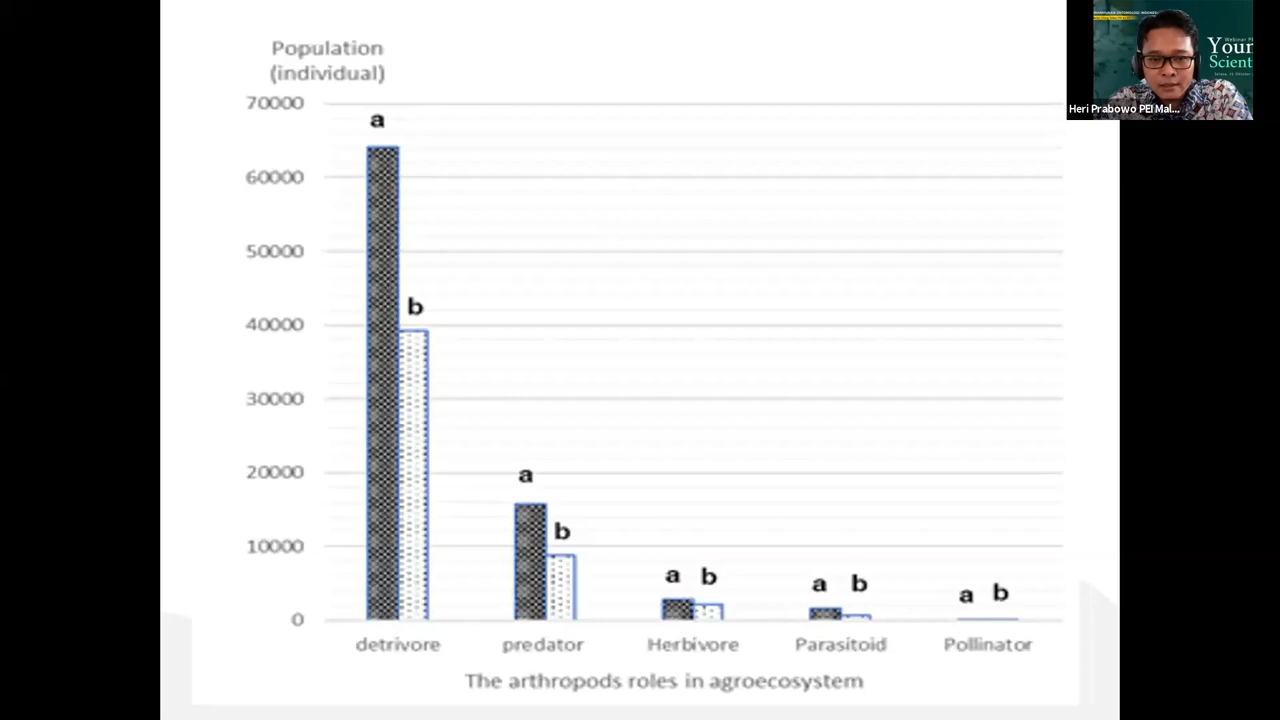 Population
(individual)
70000
60000
50000
40000
30000
20000
10000
0
a
b
a
b
a b
a b
a b
detrivore predator Herbivore Parasitoid Pollinator
The arthropods roles in agroecosystem
Webinar
Your
Scient
Heri Prabowo PEI Mal...